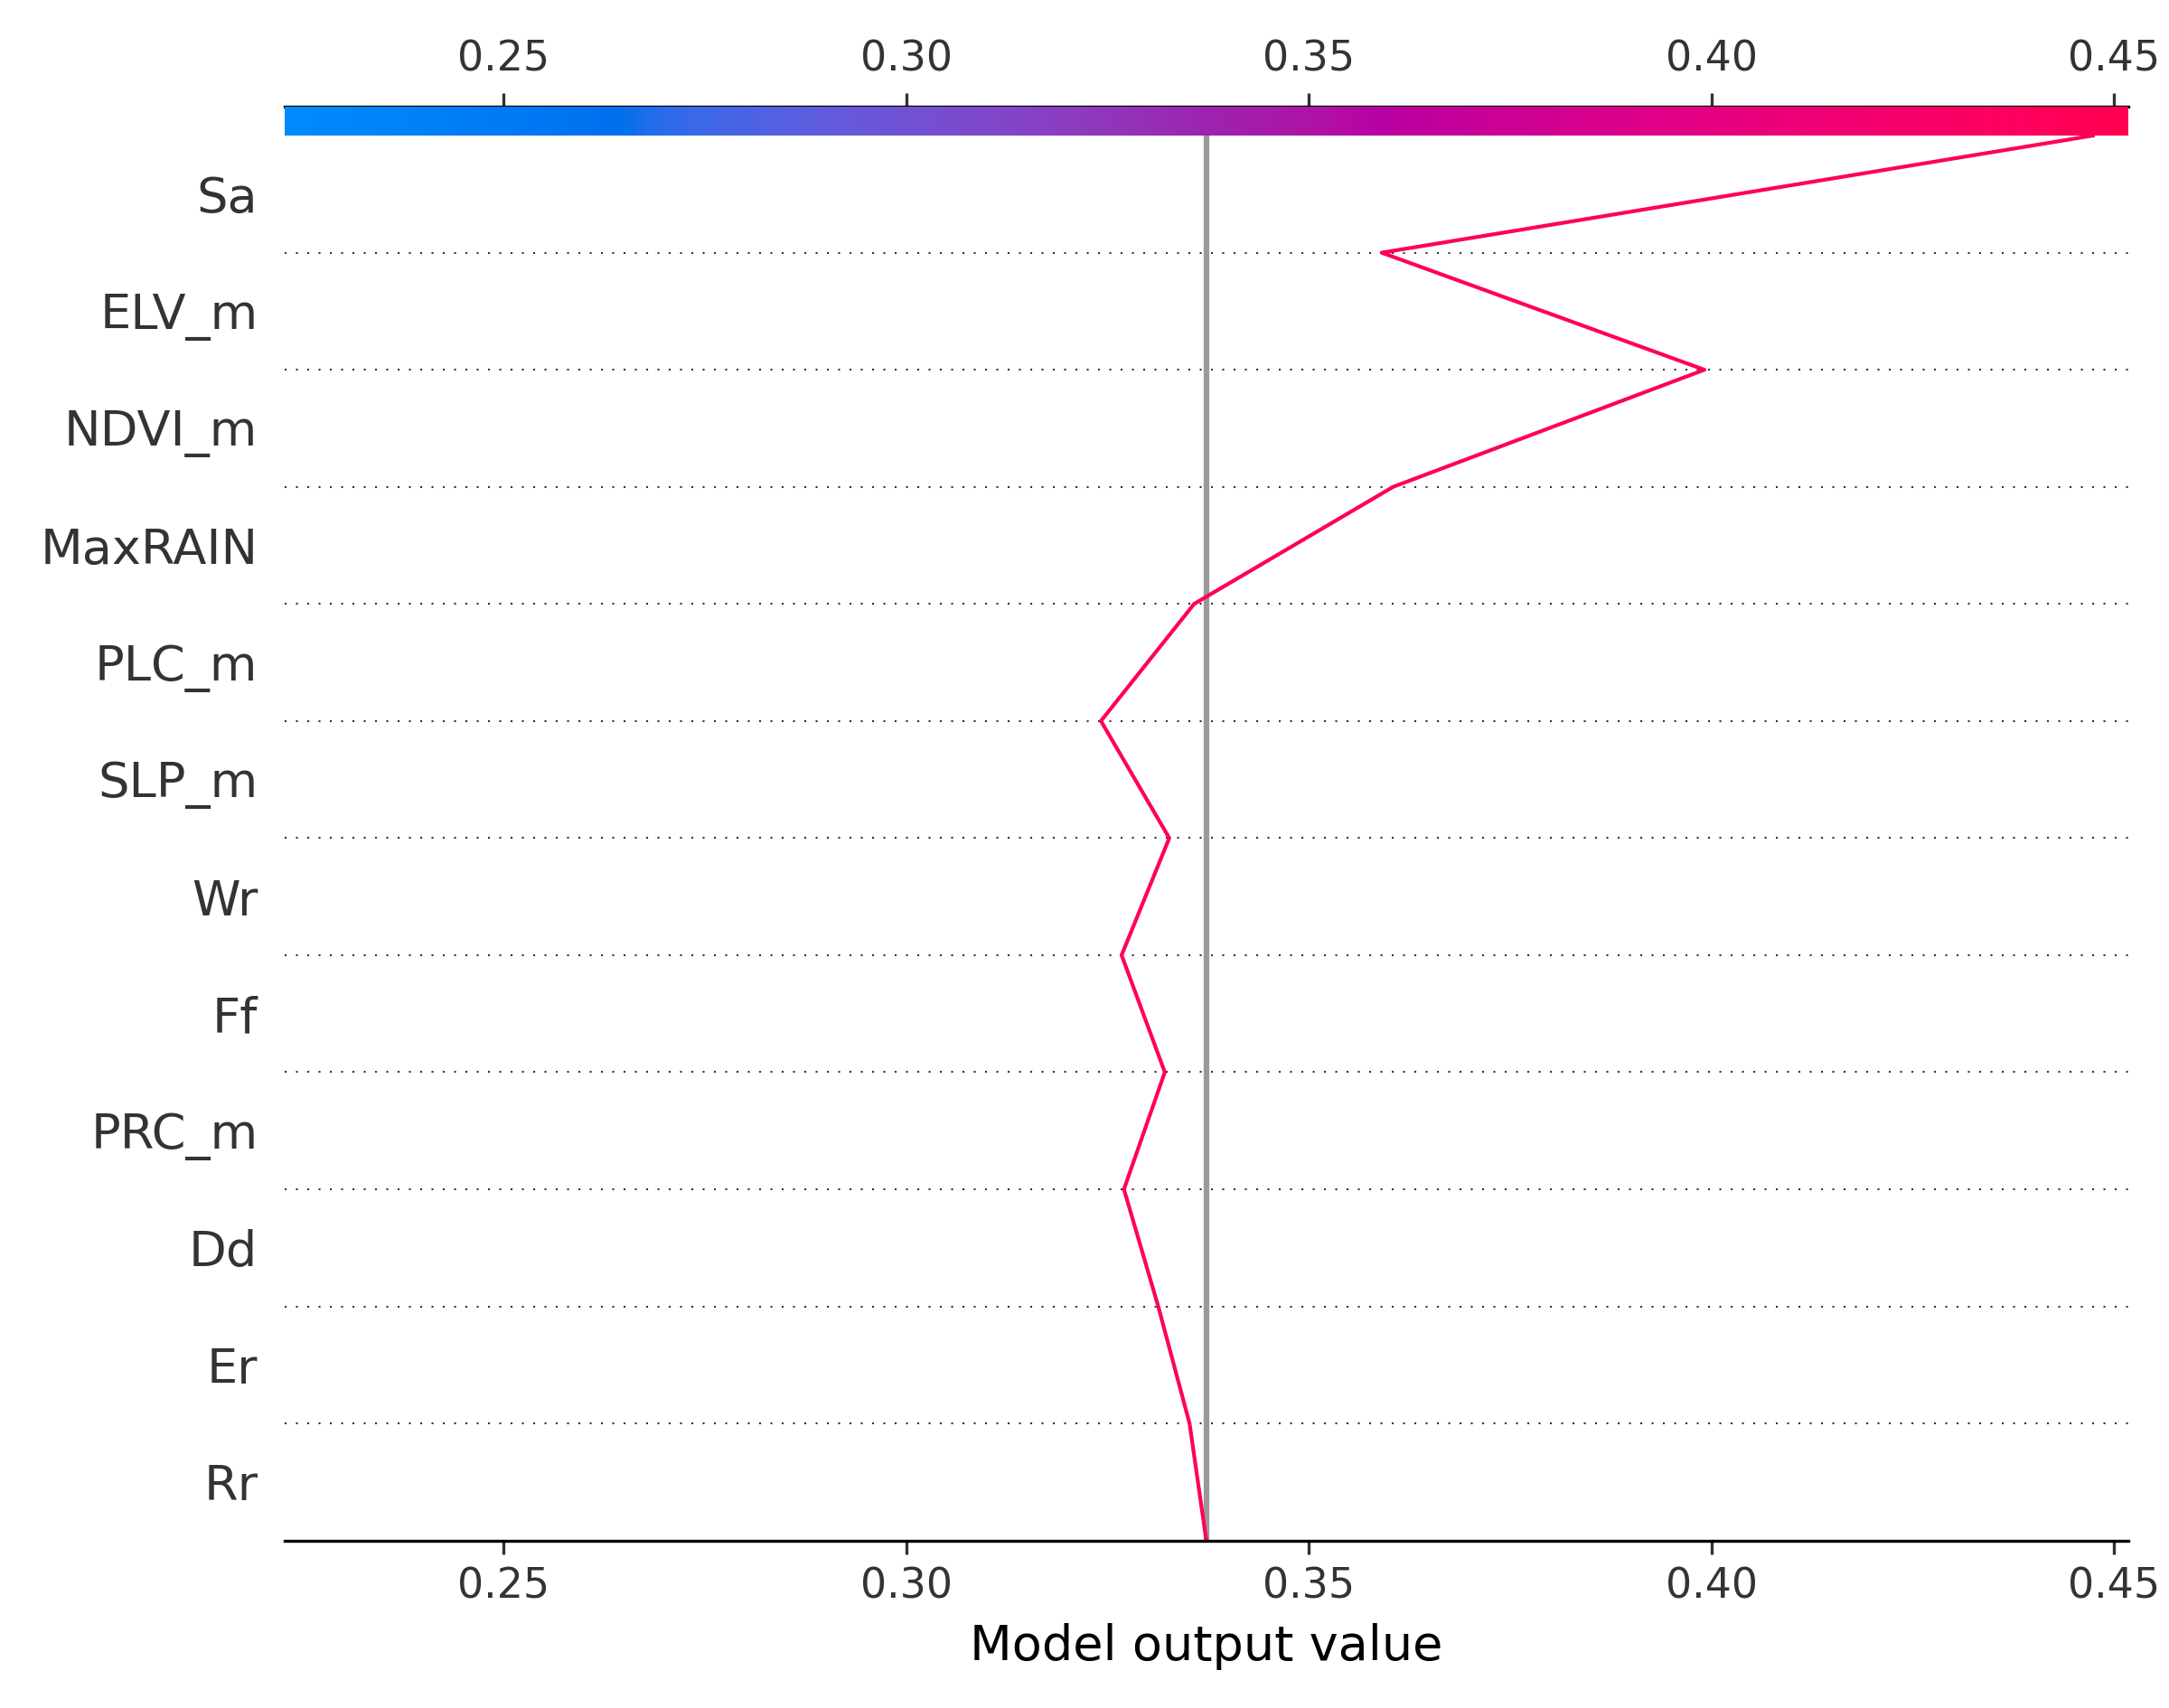 0.25 0.30 0.35 0.40 0.45
Sa
ELV_m
NDVI_m
MaxRAIN
PLC_m
SLP_m
Wr
Ff
PRC_m
Dd
Er
Rr
0.25 0.30 0.35 0.40 0.45
Model output value